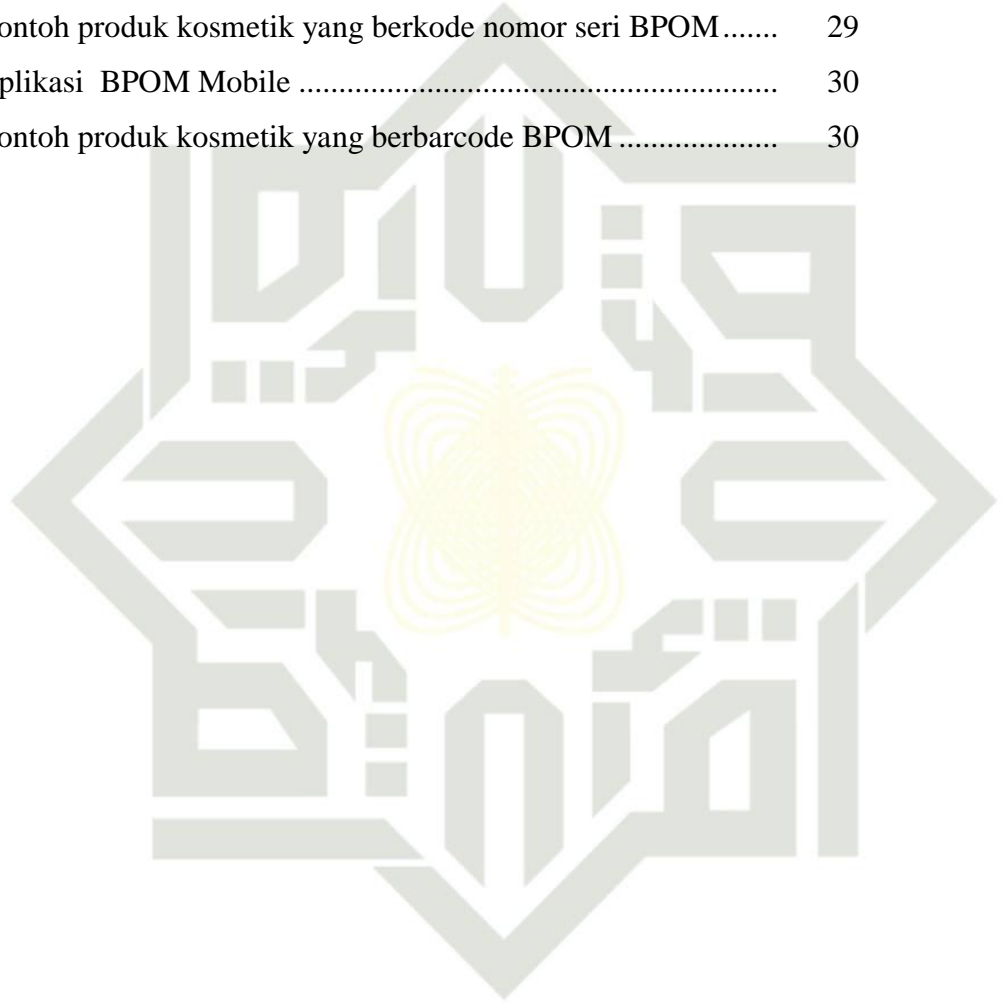 ontoh produk kosmetik yang berkode nomor seri BPOM ....... 29
plikasi BPOM Mobile ........................................................ 30
ontoh produk kosmetik yang berbarcode BPOM .................... 30